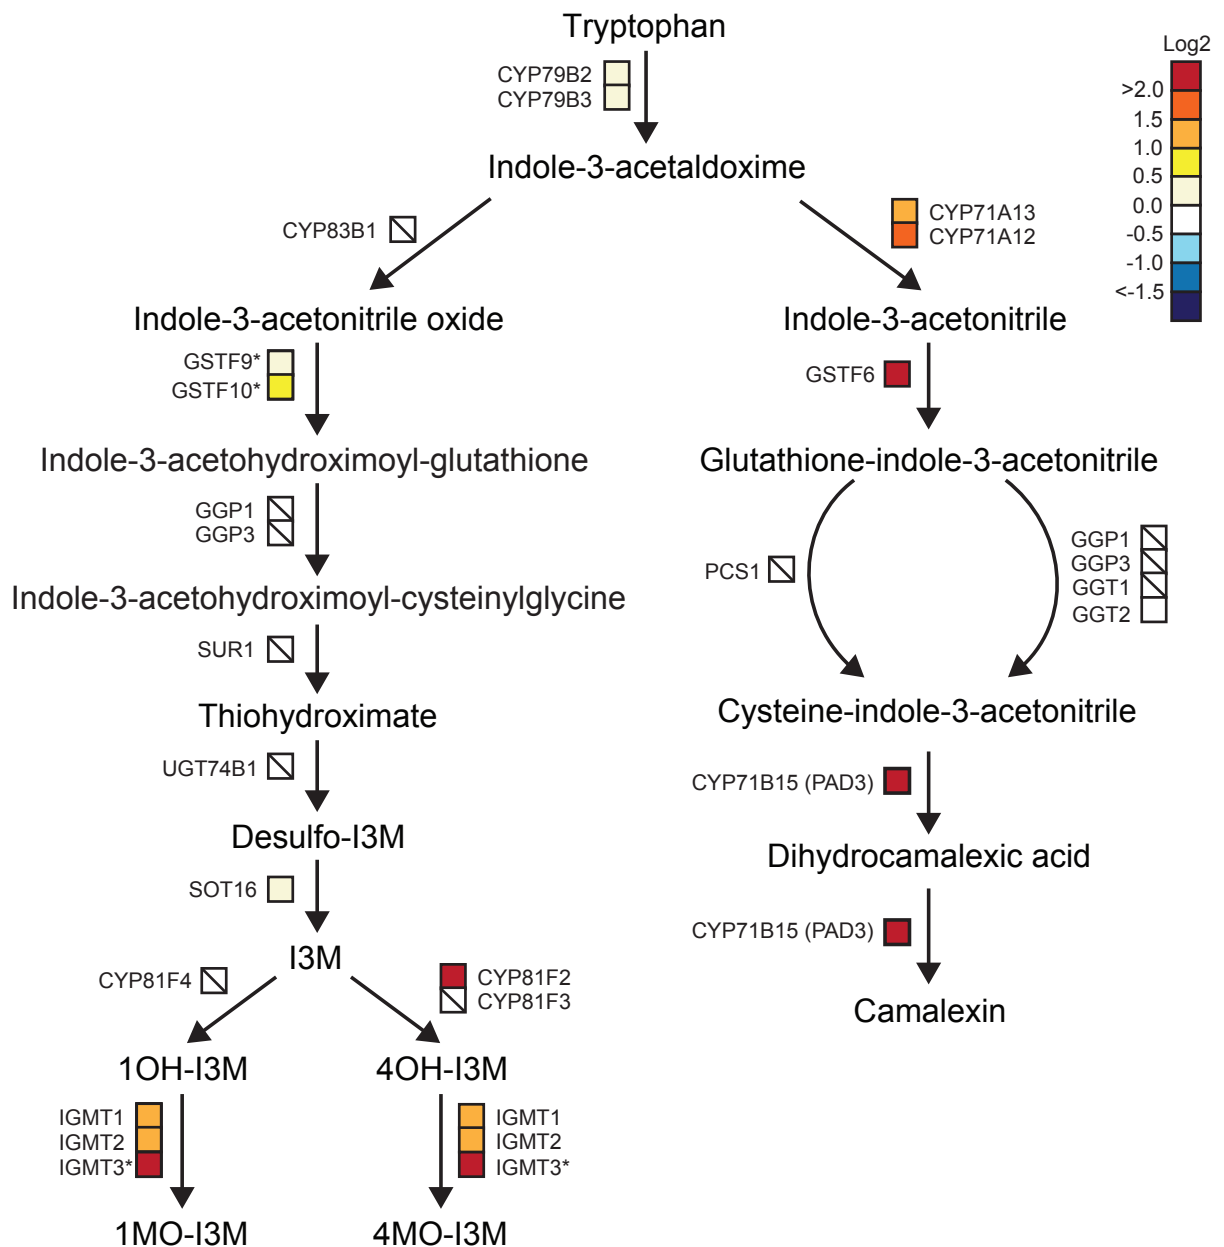 Tryptophan
Log2
CYP79B2
CYP79B3
>2.0
1.5
1.0
0.5
0.0
-0.5
-1.0
<-1.5
Indole-3-acetaldoxime
CYP83B1
CYP71A13
CYP71A12
Indole-3-acetonitrile oxide
Indole-3-acetonitrile
GSTF9*
GSTF10*
GSTF6
Indole-3-acetohydroximoyl-glutathione
Glutathione-indole-3-acetonitrile
GGP1
GGP3
PCS1
GGP1
GGP3
GGT1
GGT2
Indole-3-acetohydroximoyl-cysteinylglycine
SUR1
Thiohydroximate
Cysteine-indole-3-acetonitrile
UGT74B1
CYP71B15 (PAD3)
Desulfo-I3M
Dihydrocamalexic acid
SOT16
CYP71B15 (PAD3)
I3M
CYP81F4
CYP81F2
CYP81F3
Camalexin
1OH-I3M
4OH-I3M
IGMT1
IGMT2
IGMT3*
IGMT1
IGMT2
IGMT3*
1MO-I3M
4MO-I3M